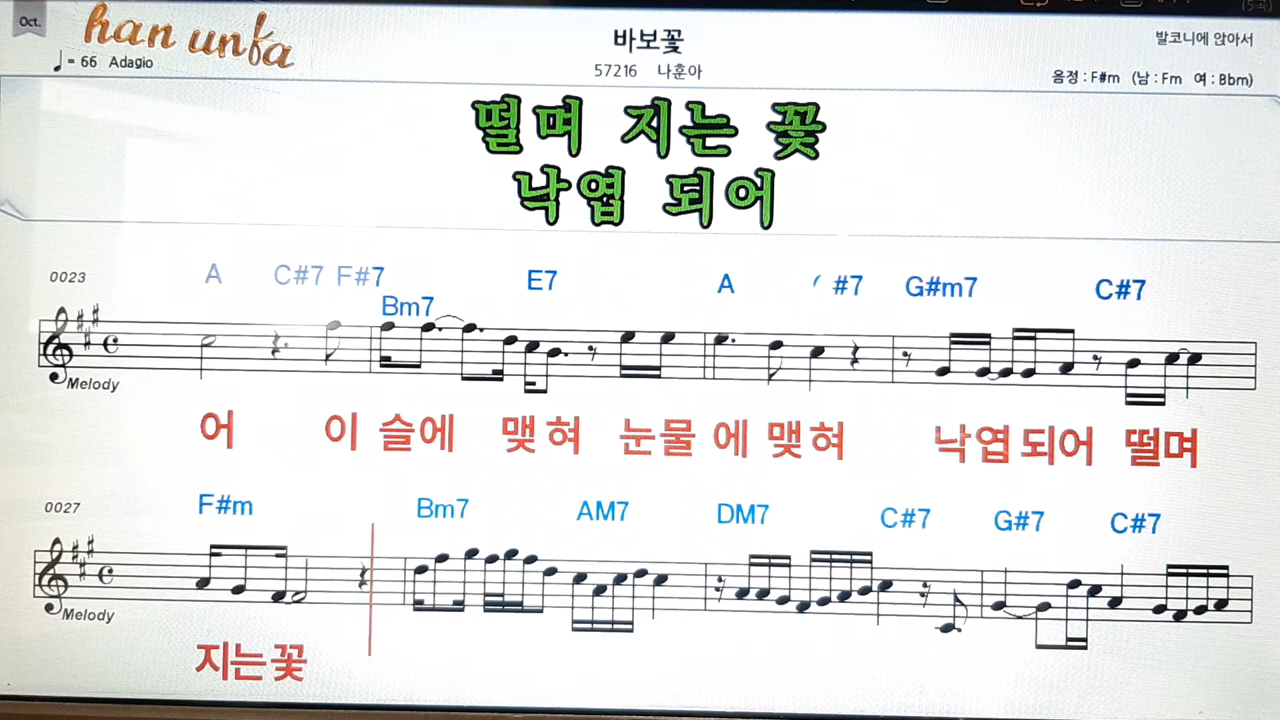 Oct.
han unfa
바보꽃
발코니에 앉아서
♩= 66 Adagio
57216 나훈아
음정 : F#m (남 : Fm 여 : Bbm)
떨며 지는 꽃
낙엽 되어
0023
A C#7 F#7 Bm7 E7 A #7 G#m7 C#7
Melody
어 이 슬에 맺혀 눈물 에 맺혀 낙엽되어 떨며
0027
F#m Bm7 AM7 DM7 C#7 G#7 C#7
Melody
지는꽃